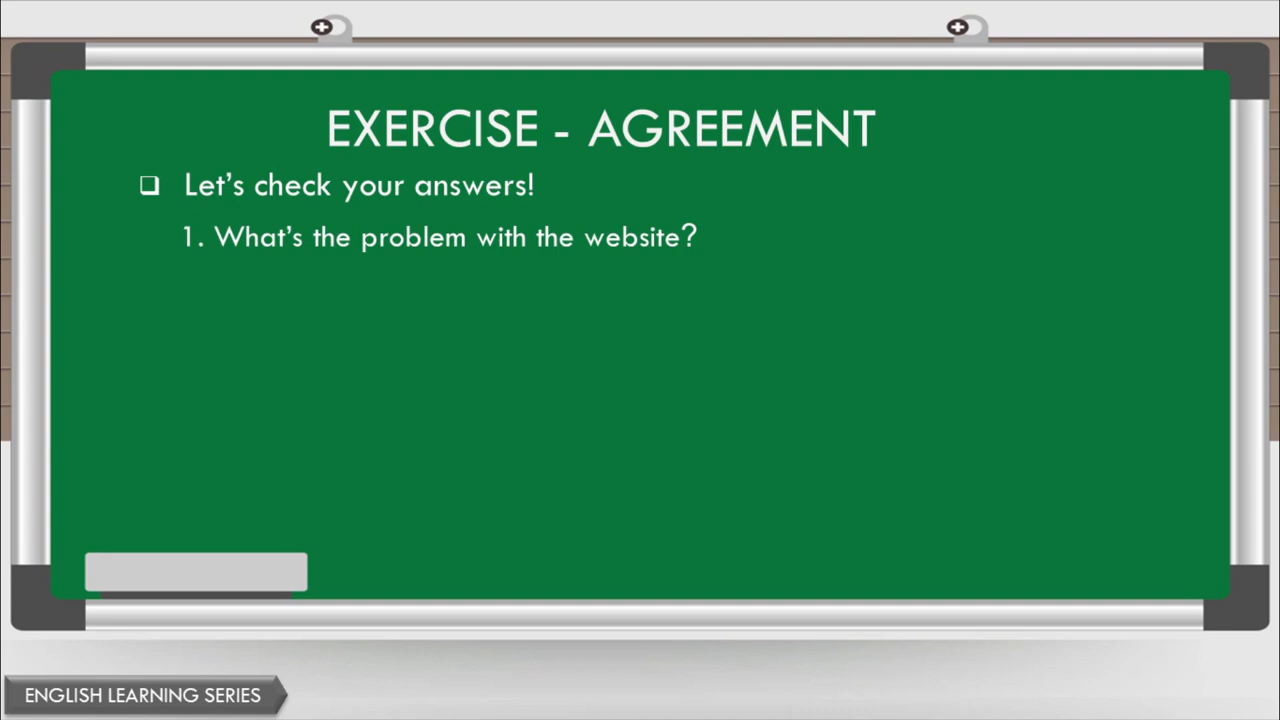 EXERCISE - AGREEMENT
Let's check your answers!
1. What's the problem with the website?
ENGLISH LEARNING SERIES